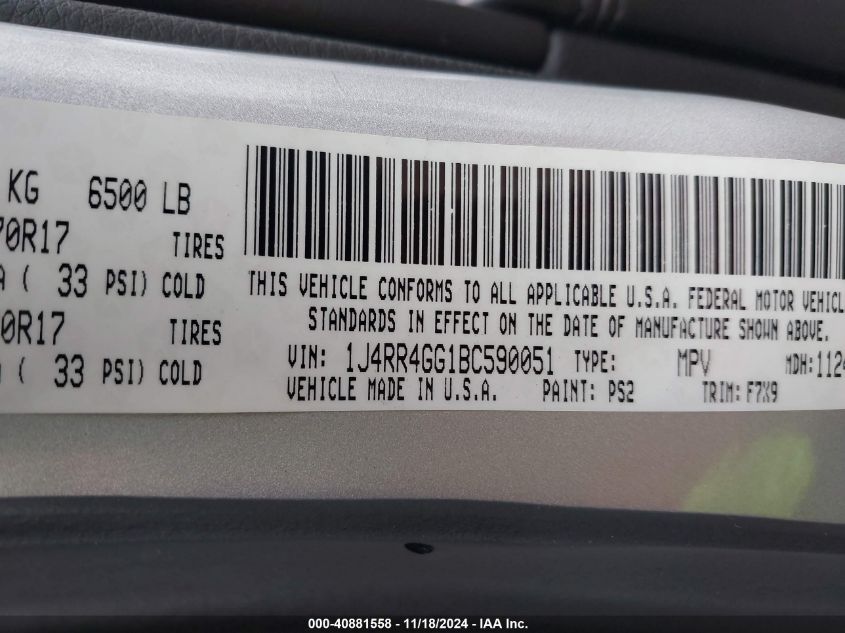 KG 6500 LB
70R17 TIRES
( 33 PSI) COLD
0R17 TIRES
( 33 PSI) COLD
THIS VEHICLE CONFORMS TO ALL APPLICABLE U.S.A. FEDERAL MOTOR VEHICL
STANDARDS IN EFFECT ON THE DATE OF MANUFACTURE SHOWN ABOVE.
VIN: 1J4RR4GG1BC590051 TYPE: MPV MDH:1124
VEHICLE MADE IN U.S.A. PAINT: PS2 TRIM: F7X9
000-40881558 - 11/18/2024 - IAA Inc.